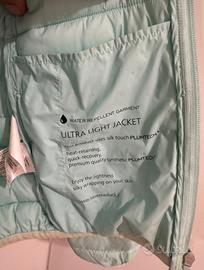 WATER REPELLENT GARMENT
ULTRA LIGHT JACKET
uses silk touch PLUMTECH
heat-retaining,
quick-recovery,
premium quality synthetic PLUMTECH
Enjoy the lightness
silky wrapping on your skin.